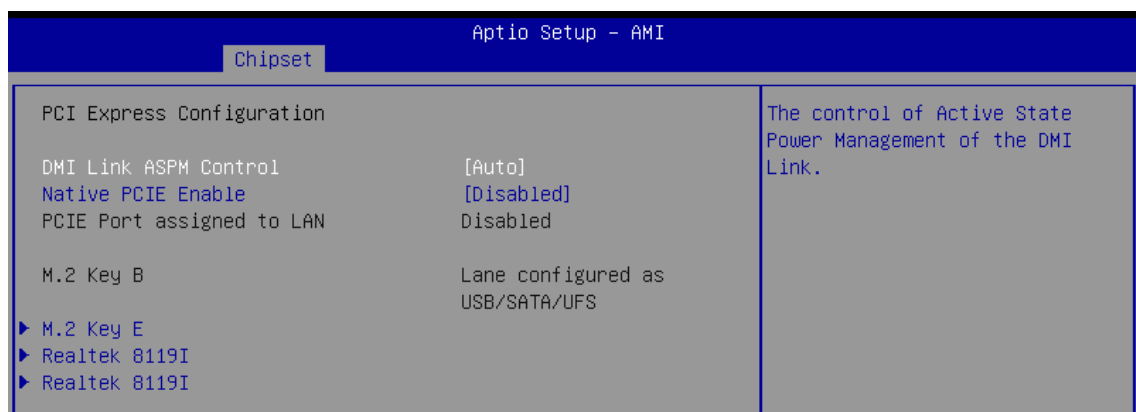 Aptio Setup – AMI
Chipset
PCI Express Configuration
DMI Link ASPM Control [Auto]
Native PCIE Enable [Disabled]
PCIE Port assigned to LAN Disabled
M.2 Key B Lane configured as
USB/SATA/UFS
M.2 Key E
Realtek 8119I
Realtek 8119I
The control of Active State
Power Management of the DMI
Link.